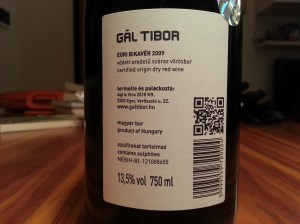 GÁL TIBOR
EGRI BIKAVÉR 2009
védett eredetű száraz vörösbor
certified origin dry red wine
termelte és palackozta:
Agria Vino 2010 Kft.
3300 Eger, Verőszala u. 22.
www.galtibor.hu
magyar bor
product of Hungary
szulfitokat tartalmaz
contains sulphites
13,5% vol 750 ml